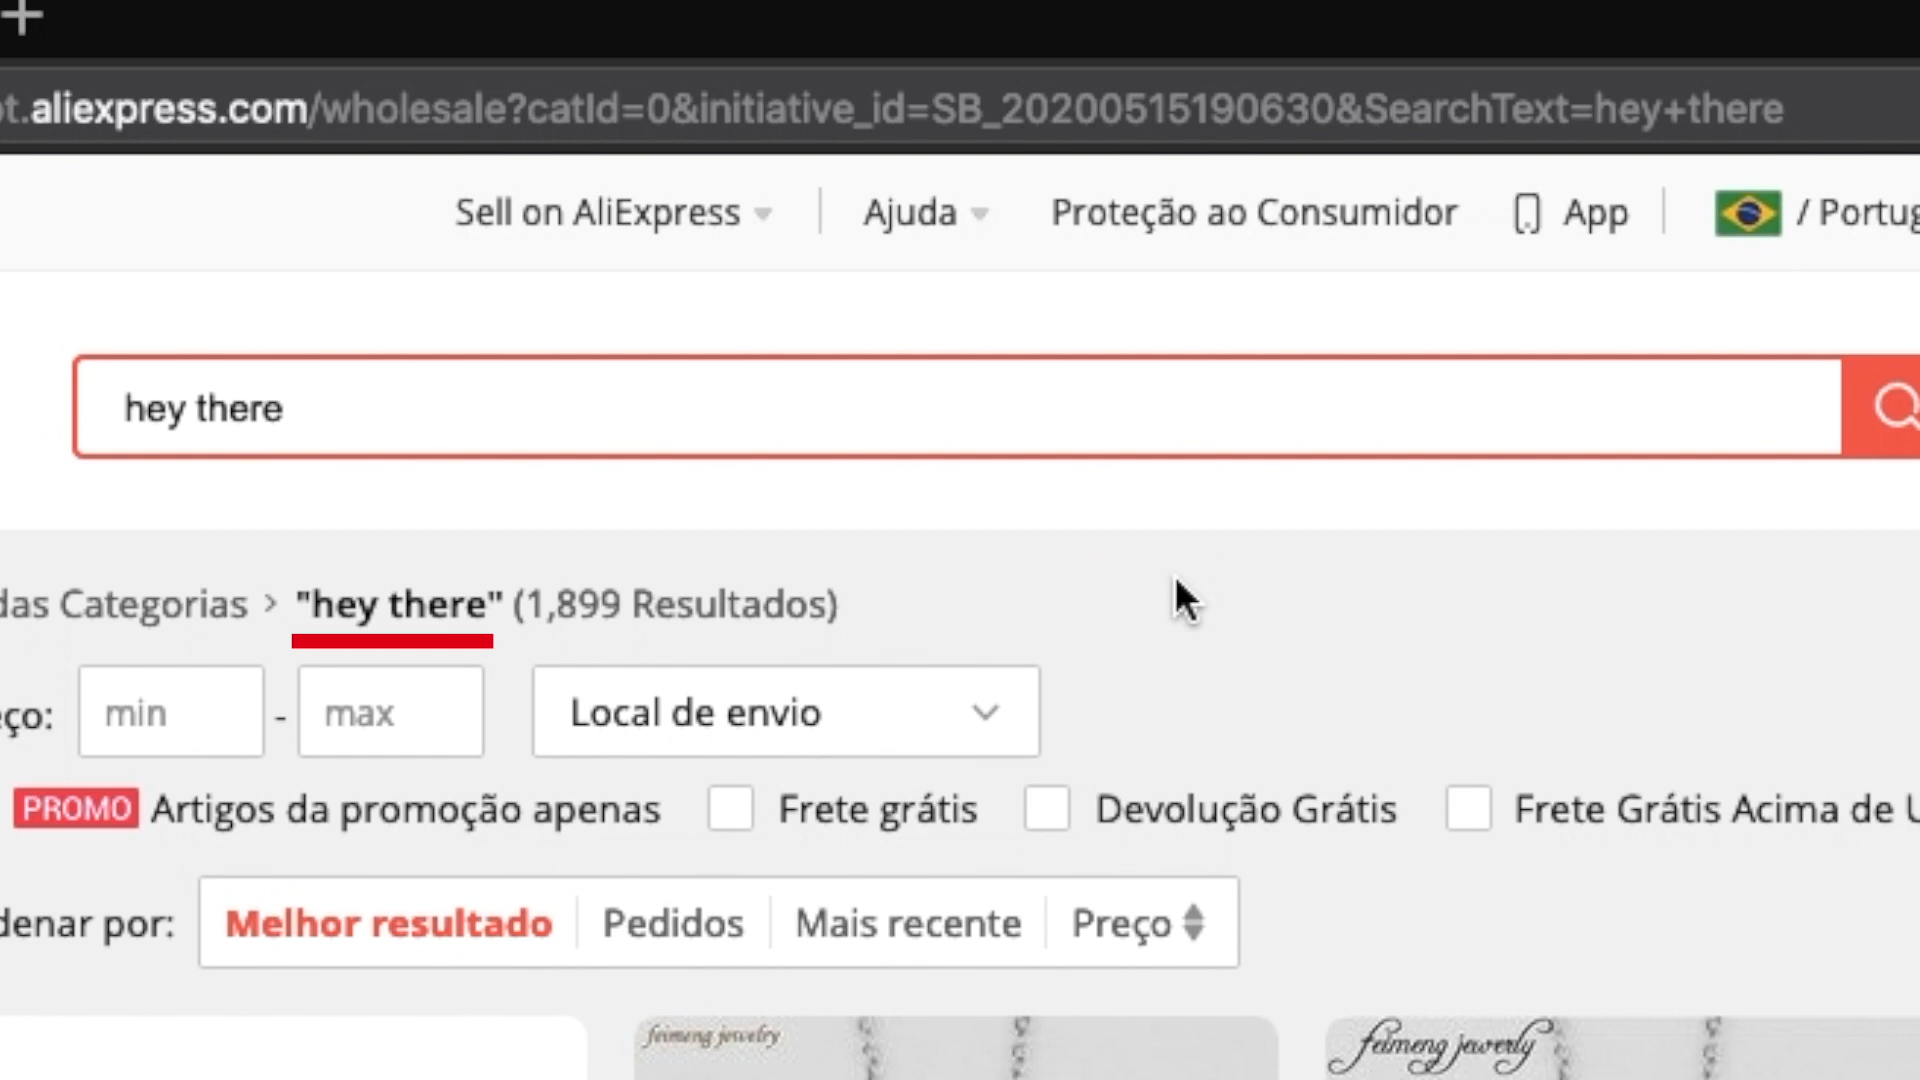 t.aliexpress.com/wholesale?catId=0&initiative_id=SB_20200515190630&SearchText=hey+there
Sell on AliExpress Ajuda Proteção ao Consumidor App / Portug
hey there
das Categorias > "hey there" (1,899 Resultados)
ço: min - max Local de envio
PROMO Artigos da promoção apenas Frete grátis Devolução Grátis Frete Grátis Acima de U
denar por: Melhor resultado Pedidos Mais recente Preço
feimeng jewelry feimeng jewerly